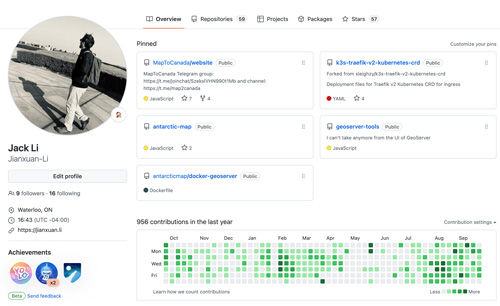 Overview
Repositories 59
Projects
Packages
Stars 57
Pinned
Customize your pins
MapToCanada/website Public
MapToCanada Telegram group:
and channel:
https://t.me/map2canada
JavaScript 7 4
k3s-traefik-v2-kubernetes-crd Public
Forked from sleighzy/k3s-traefik-v2-kubernetes-crd
Deployment files for Traefik v2 Kubernetes CRD for ingress
YAML 4
antarctic-map Public
JavaScript 2
geoserver-tools Public
I can't take anymore from the UI of GeoServer
JavaScript
antarcticmap/docker-geoserver Public
Dockerfile
Jack Li
Jianxuan-Li
Edit profile
9 followers · 16 following
Waterloo, ON
16:43 (UTC -04:00)
https://jianxuan.li
Achievements
YOLO
x2
Beta Send feedback
956 contributions in the last year
Contribution settings
Oct Nov Dec Jan Feb Mar Apr May Jun Jul Aug Sep
Mon
Wed
Fri
Learn how we count contributions
Less More